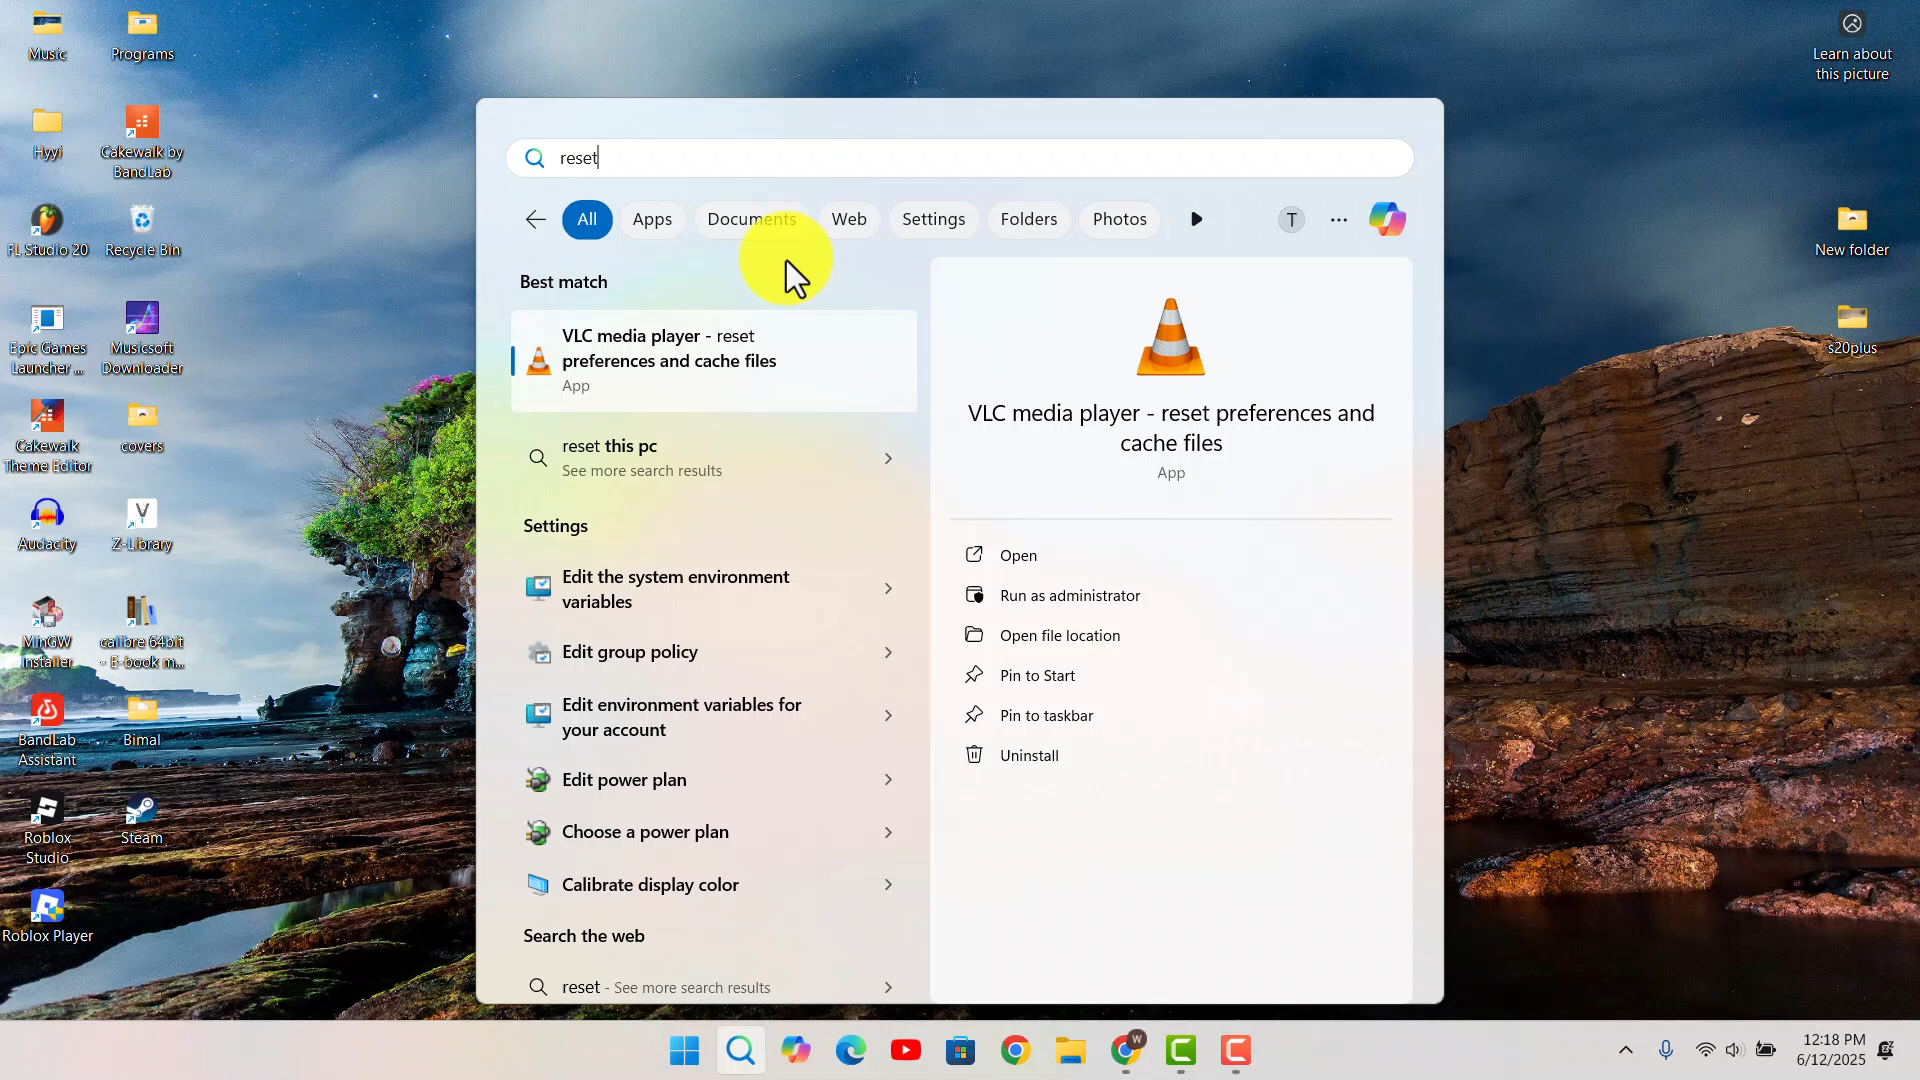 Music
Programs
Hyyi
Cakewalk by
BandLab
FL Studio 20
Recycle Bin
Epic Games
Launcher ...
Musicsoft
Downloader
Cakewalk
Theme Editor
covers
Audacity
Z-Library
MinGW
Installer
calibre 64bit
- E-book m...
BandLab
Assistant
Bimal
Roblox
Studio
Steam
Roblox Player
reset
All
Apps
Documents
Web
Settings
Folders
Photos
T
Best match
VLC media player - reset
preferences and cache files
App
reset this pc
See more search results
Settings
Edit the system environment
variables
Edit group policy
Edit environment variables for
your account
Edit power plan
Choose a power plan
Calibrate display color
Search the web
reset - See more search results
VLC media player - reset preferences and
cache files
App
Open
Run as administrator
Open file location
Pin to Start
Pin to taskbar
Uninstall
Learn about
this picture
New folder
s20plus
W
12:18 PM
6/12/2025